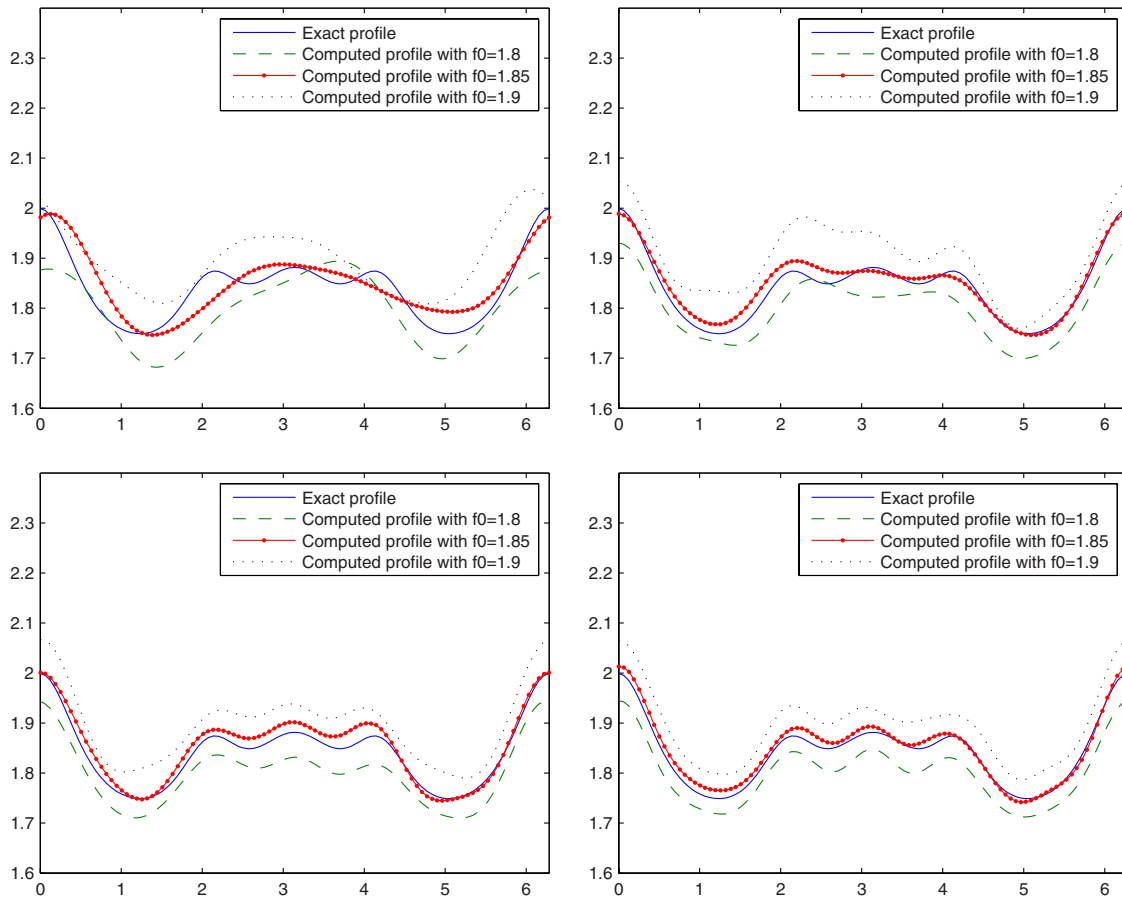 2.3
2.2
2.1
2
1.9
1.8
1.7
1.6
0 1 2 3 4 5 6
Exact profile
Computed profile with f0=1.8
Computed profile with f0=1.85
Computed profile with f0=1.9
2.3
2.2
2.1
2
1.9
1.8
1.7
1.6
0 1 2 3 4 5 6
Exact profile
Computed profile with f0=1.8
Computed profile with f0=1.85
Computed profile with f0=1.9
2.3
2.2
2.1
2
1.9
1.8
1.7
1.6
0 1 2 3 4 5 6
Exact profile
Computed profile with f0=1.8
Computed profile with f0=1.85
Computed profile with f0=1.9
2.3
2.2
2.1
2
1.9
1.8
1.7
1.6
0 1 2 3 4 5 6
Exact profile
Computed profile with f0=1.8
Computed profile with f0=1.85
Computed profile with f0=1.9